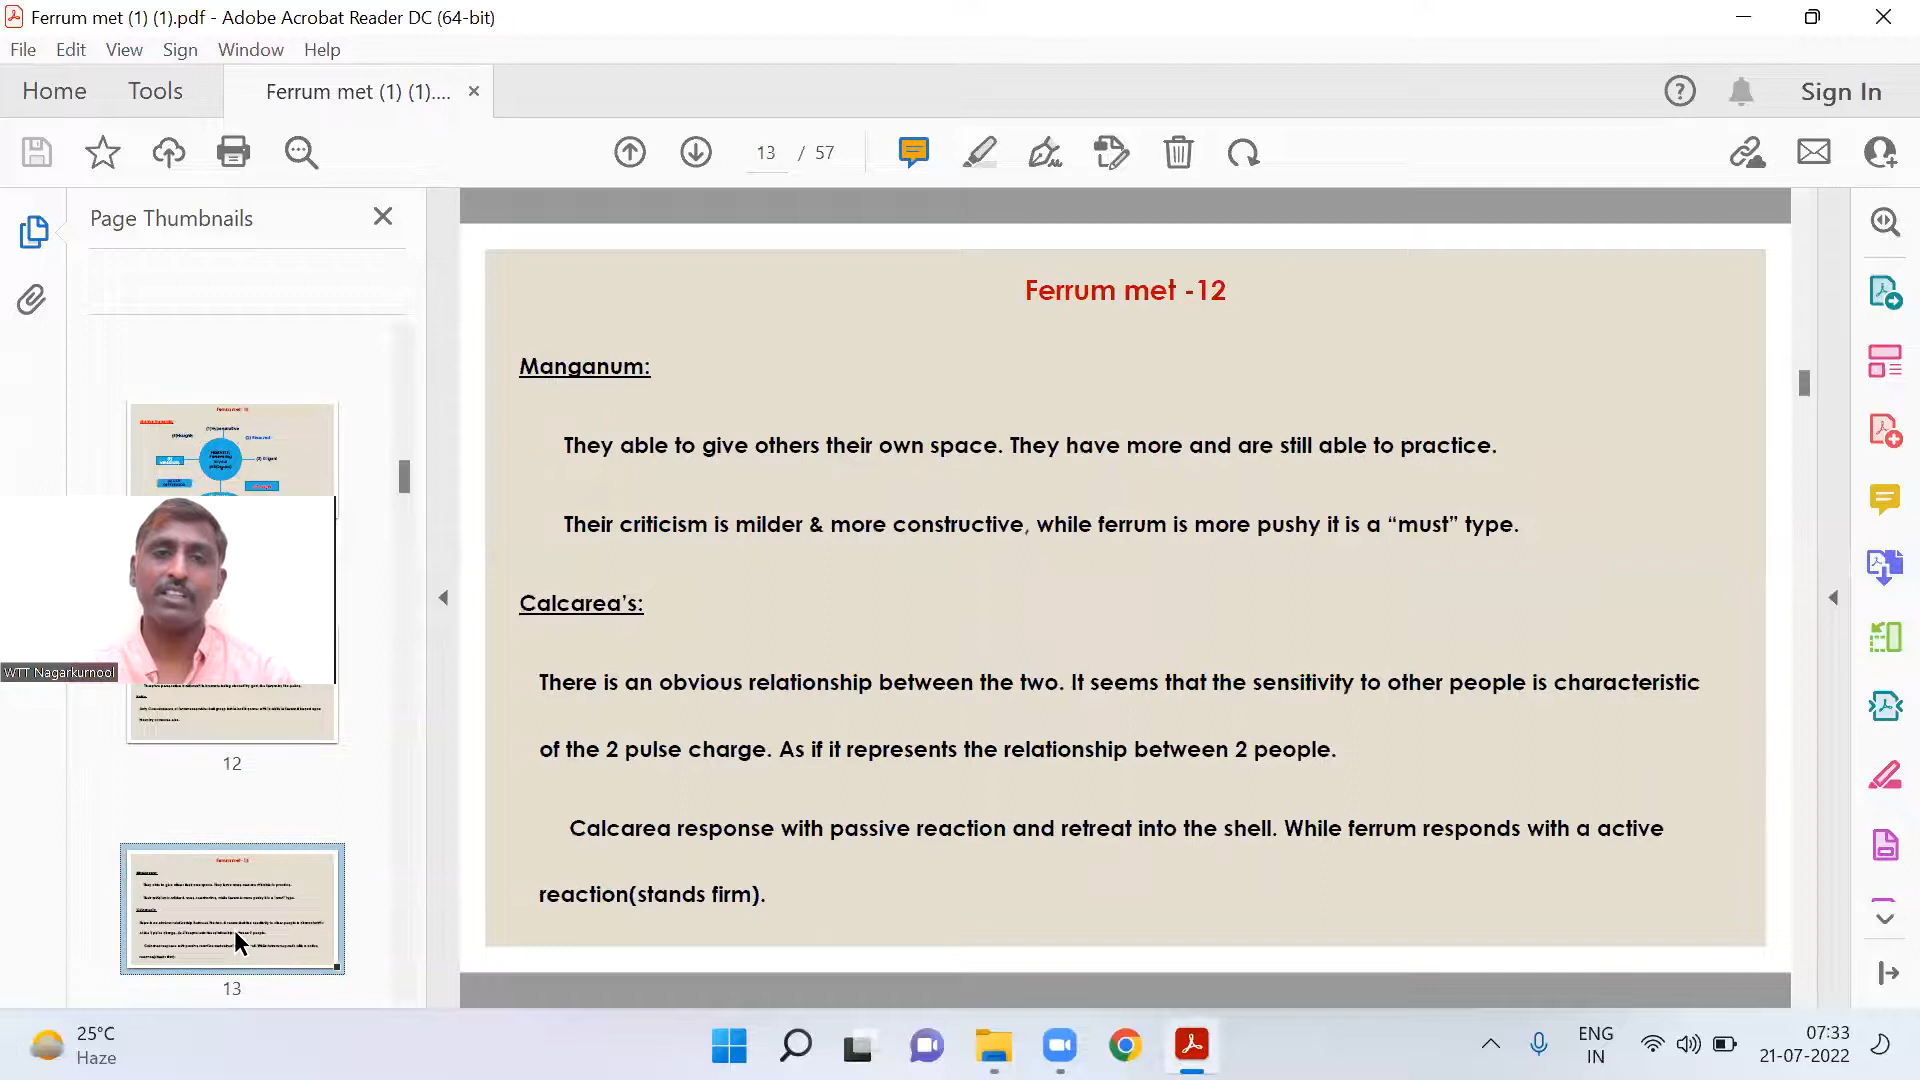 Ferrum met (1) (1).pdf - Adobe Acrobat Reader DC (64-bit)
File Edit View Sign Window Help
Home Tools Ferrum met (1) (1).... × Sign In
13 / 57
Page Thumbnails
Ferrum met -12
Manganum:
They able to give others their own space. They have more and are still able to practice.
Their criticism is milder & more constructive, while ferrum is more pushy it is a “must” type.
Calcarea’s:
There is an obvious relationship between the two. It seems that the sensitivity to other people is characteristic
of the 2 pulse charge. As if it represents the relationship between 2 people.
Calcarea response with passive reaction and retreat into the shell. While ferrum responds with a active
reaction(stands firm).
WTT Nagarkurnool
12
13
25°C
Haze
ENG
IN
07:33
21-07-2022